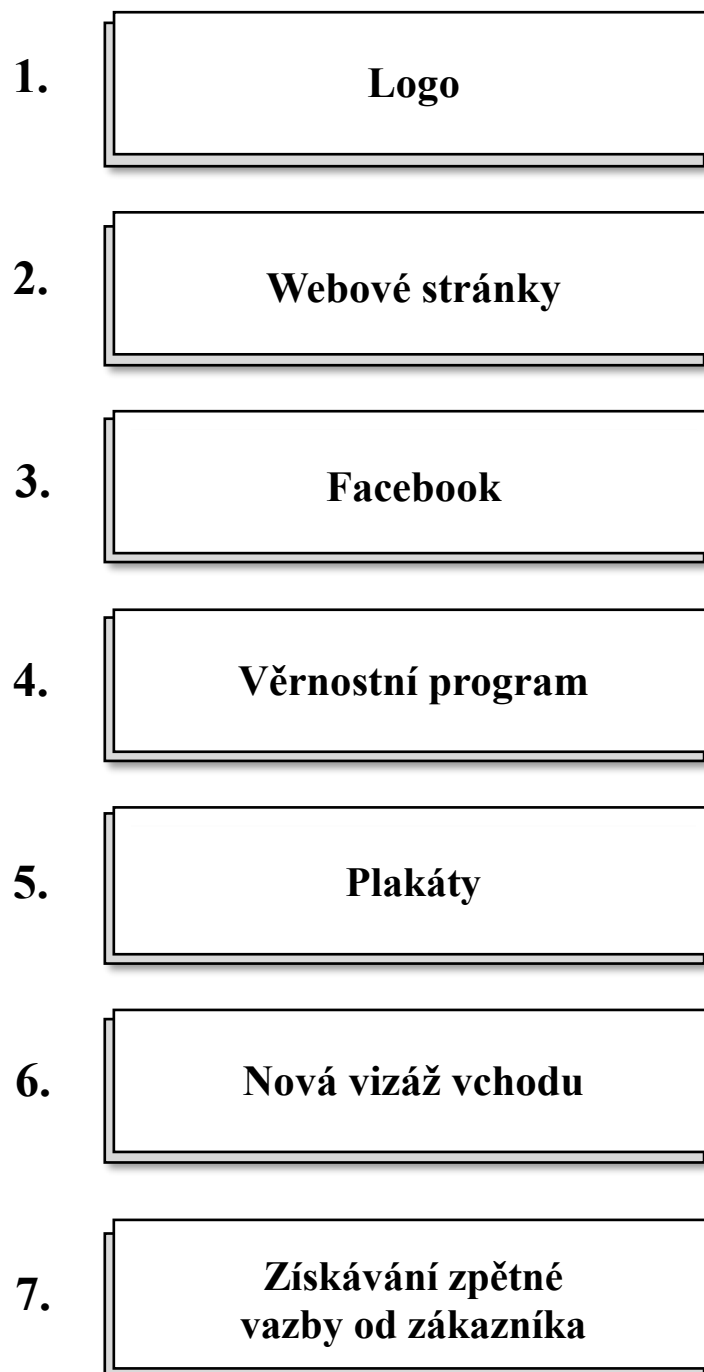 1. Logo
2. Webové stránky
3. Facebook
4. Věrnostní program
5. Plakáty
6. Nová vizáž vchodu
7. Získávání zpětné
vazby od zákazníka